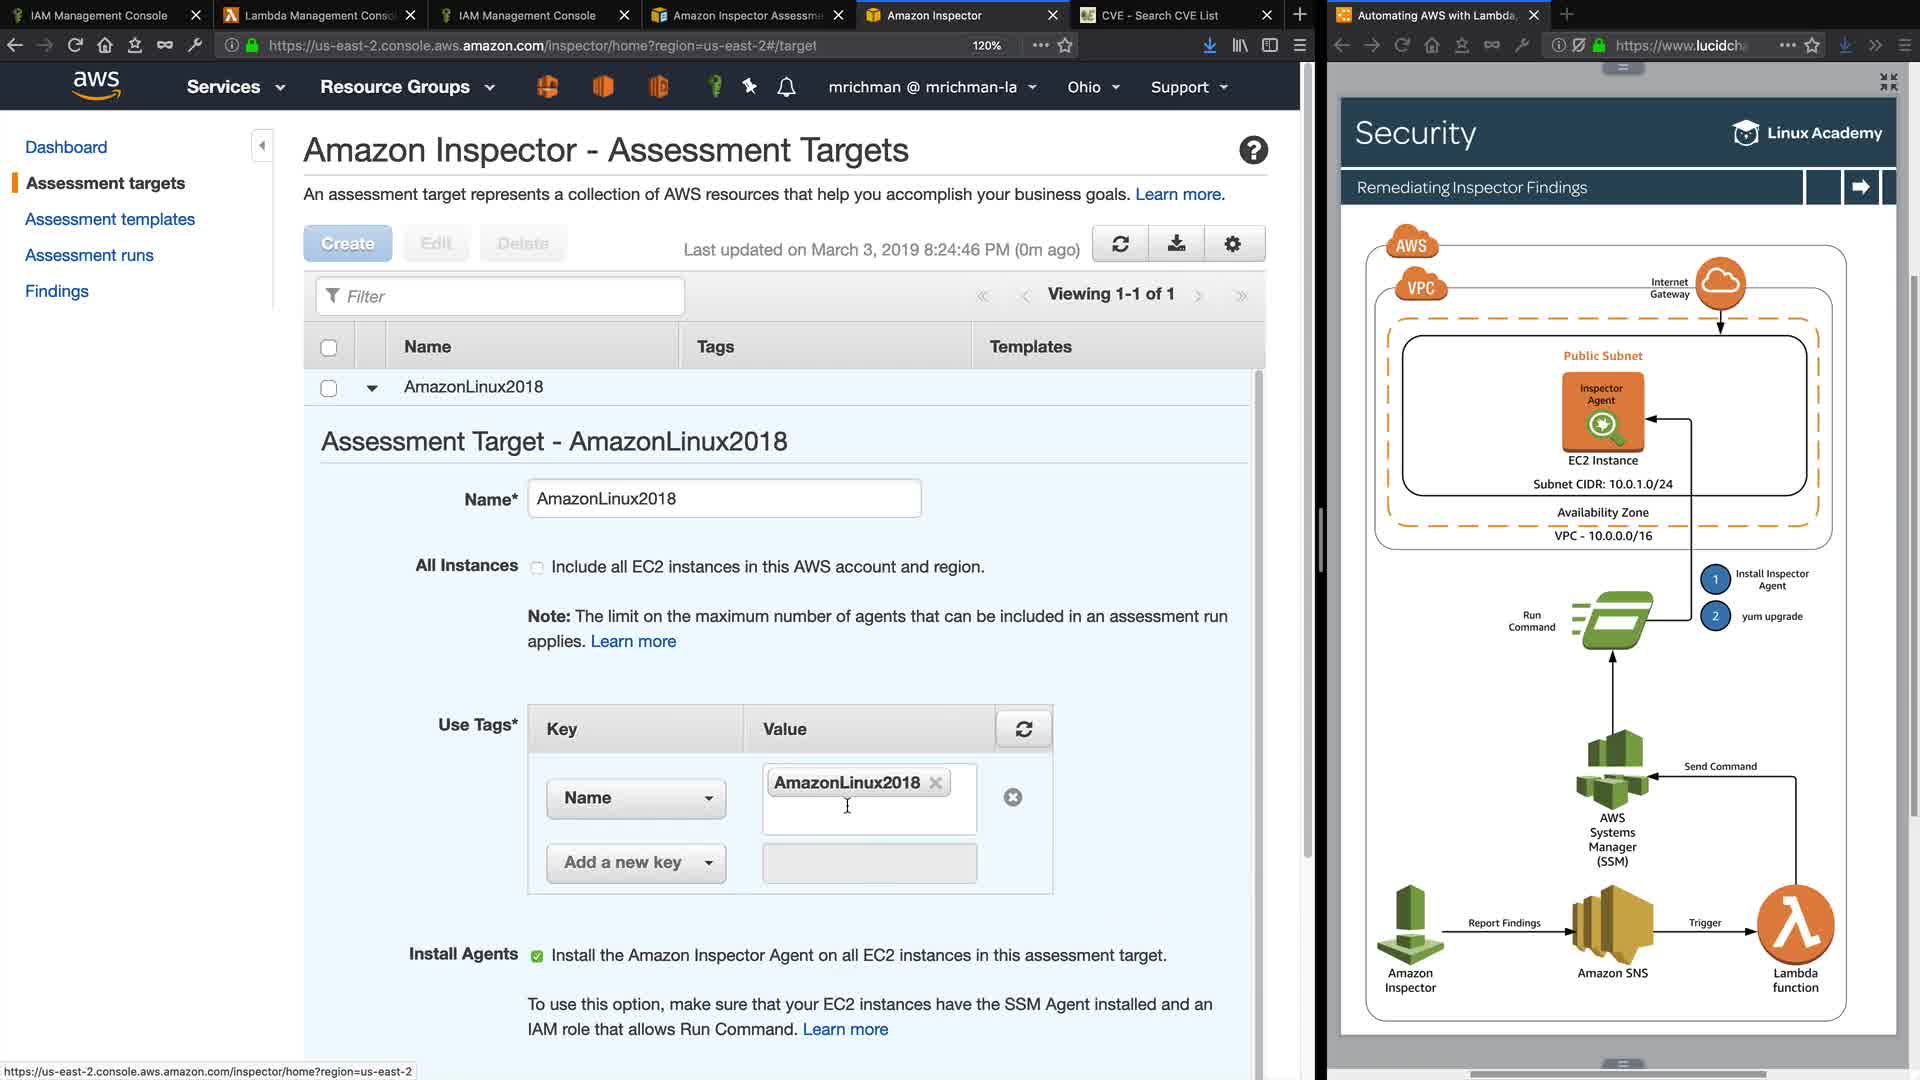 IAM Management Console
Lambda Management Conso
IAM Management Console
Amazon Inspector Assessme
Amazon Inspector
CVE - Search CVE List
Automating AWS with Lambda,
https://us-east-2.console.aws.amazon.com/inspector/home?region=us-east-2#/target
120%
https://www.lucidcha
aws
Services
Resource Groups
mrichman @ mrichman-la
Ohio
Support
Dashboard
Assessment targets
Assessment templates
Assessment runs
Findings
Amazon Inspector - Assessment Targets
An assessment target represents a collection of AWS resources that help you accomplish your business goals. Learn more.
Create
Edit
Delete
Last updated on March 3, 2019 8:24:46 PM (0m ago)
Filter
Viewing 1-1 of 1
Name
Tags
Templates
AmazonLinux2018
Assessment Target - AmazonLinux2018
Name*
AmazonLinux2018
All Instances
Include all EC2 instances in this AWS account and region.
Note: The limit on the maximum number of agents that can be included in an assessment run
applies. Learn more
Use Tags*
Key
Value
Name
AmazonLinux2018
Add a new key
Install Agents
Install the Amazon Inspector Agent on all EC2 instances in this assessment target.
To use this option, make sure that your EC2 instances have the SSM Agent installed and an
IAM role that allows Run Command. Learn more
https://us-east-2.console.aws.amazon.com/inspector/home?region=us-east-2
Security
Linux Academy
Remediating Inspector Findings
AWS
VPC
Internet
Gateway
Public Subnet
Inspector
Agent
EC2 Instance
Subnet CIDR: 10.0.1.0/24
Availability Zone
VPC - 10.0.0.0/16
1
Install Inspector
Agent
2
yum upgrade
Run
Command
AWS
Systems
Manager
(SSM)
Send Command
Report Findings
Trigger
Amazon
Inspector
Amazon SNS
Lambda
function